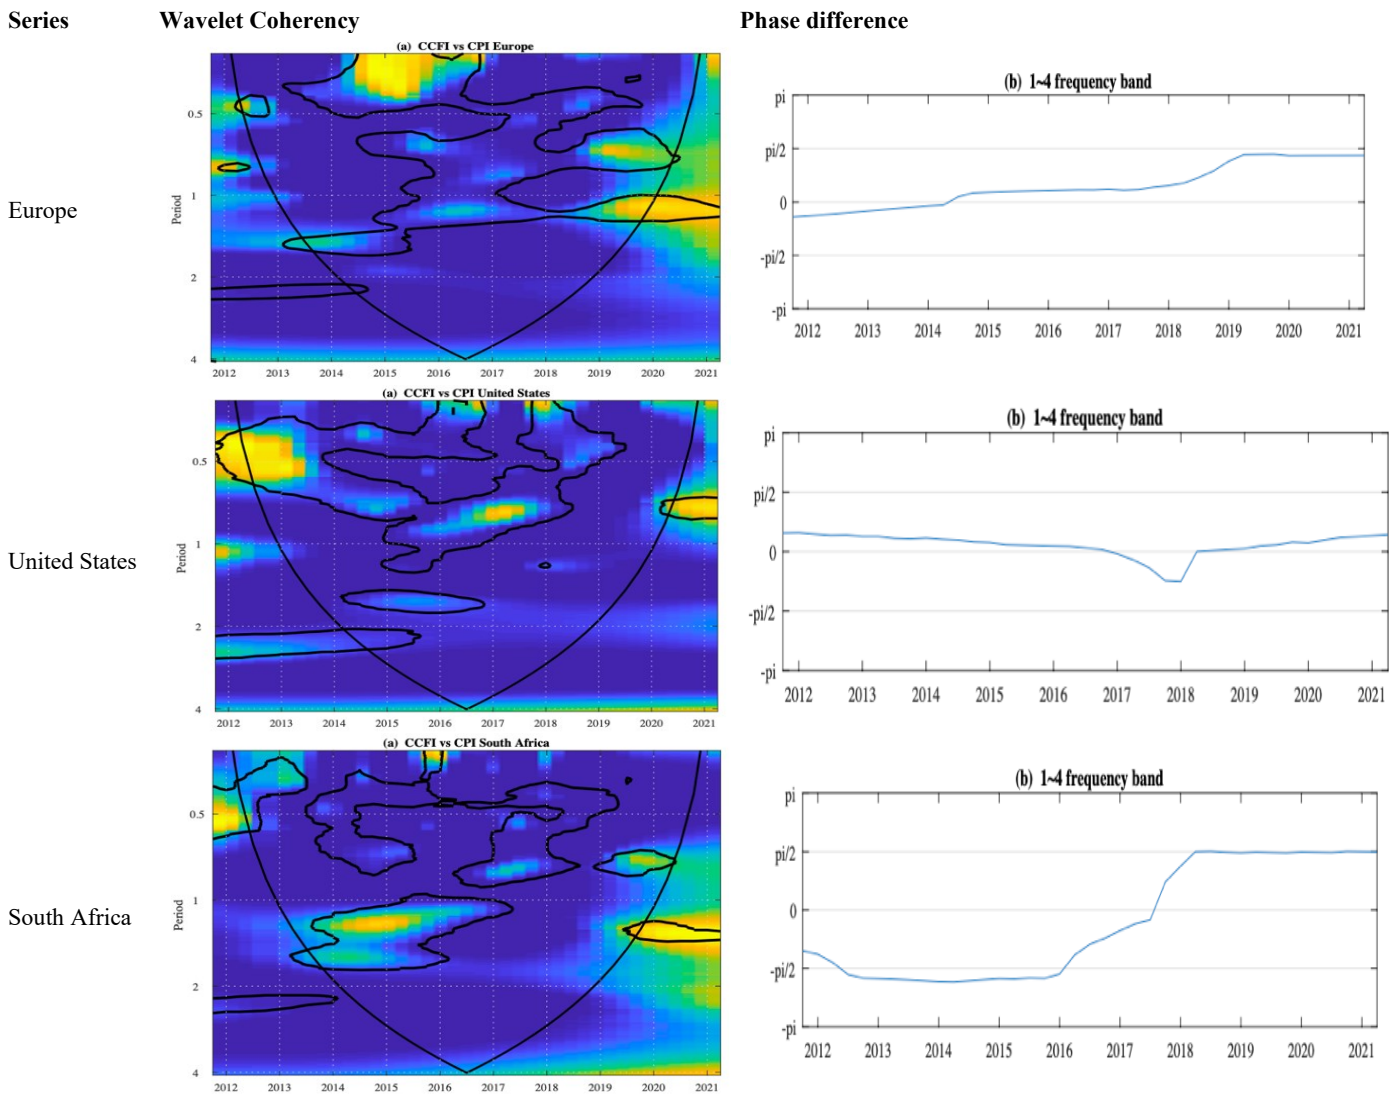 Series Wavelet Coherency Phase difference
Europe
(a) CCFI vs CPI Europe
Period
0.5
1
2
4
2012 2013 2014 2015 2016 2017 2018 2019 2020 2021
(b) 1~4 frequency band
pi
pi/2
0
-pi/2
-pi
2012 2013 2014 2015 2016 2017 2018 2019 2020 2021
United States
(a) CCFI vs CPI United States
Period
0.5
1
2
4
2012 2013 2014 2015 2016 2017 2018 2019 2020 2021
(b) 1~4 frequency band
pi
pi/2
0
-pi/2
-pi
2012 2013 2014 2015 2016 2017 2018 2019 2020 2021
South Africa
(a) CCFI vs CPI South Africa
Period
0.5
1
2
4
2012 2013 2014 2015 2016 2017 2018 2019 2020 2021
(b) 1~4 frequency band
pi
pi/2
0
-pi/2
-pi
2012 2013 2014 2015 2016 2017 2018 2019 2020 2021